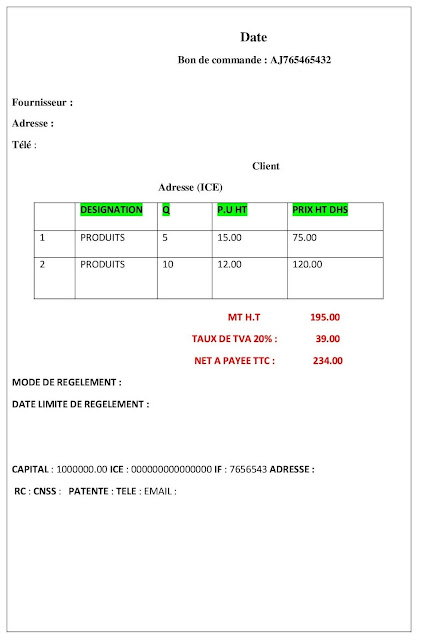 Date
Bon de commande : AJ765465432
Fournisseur :
Adresse :
Télé :
Client
Adresse (ICE)
DESIGNATION Q P.U HT PRIX HT DHS
1 PRODUITS 5 15.00 75.00
2 PRODUITS 10 12.00 120.00
MT H.T 195.00
TAUX DE TVA 20% : 39.00
NET A PAYEE TTC : 234.00
MODE DE REGELEMENT :
DATE LIMITE DE REGELEMENT :
CAPITAL : 1000000.00 ICE : 000000000000000 IF : 7656543 ADRESSE :
RC : CNSS : PATENTE : TELE : EMAIL :